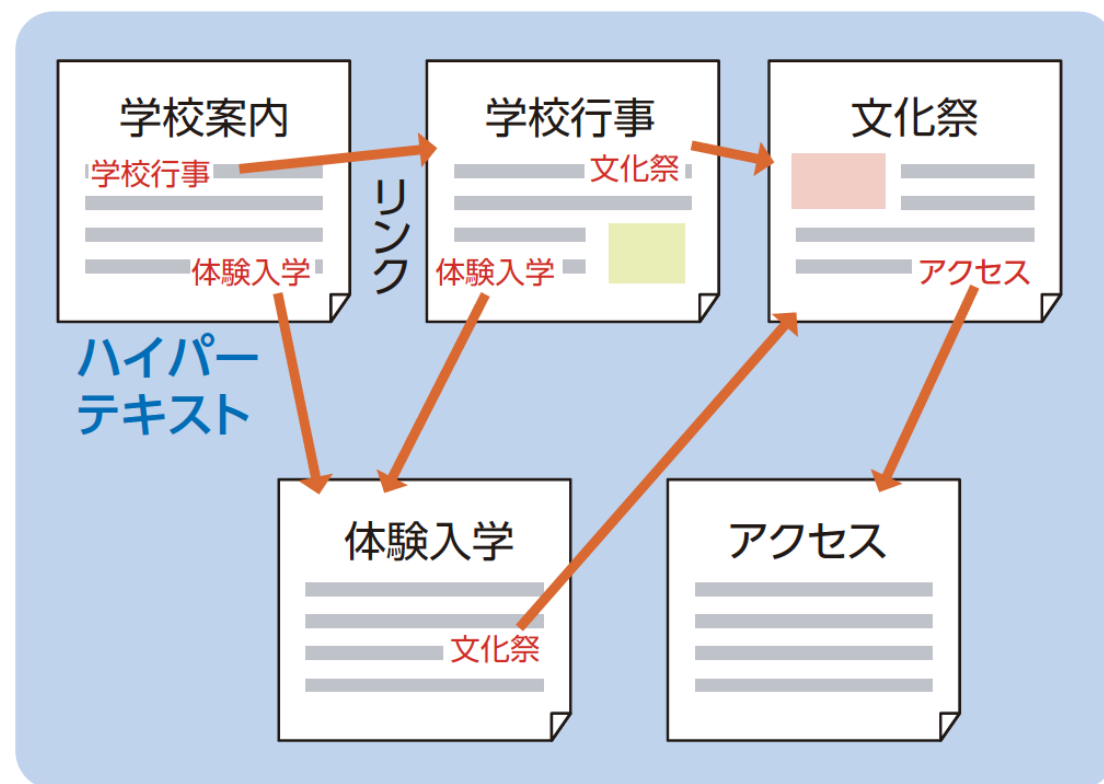 学校案内
学校行事
体験入学
リンク
学校行事
文化祭
体験入学
文化祭
アクセス
ハイパー
テキスト
体験入学
文化祭
アクセス